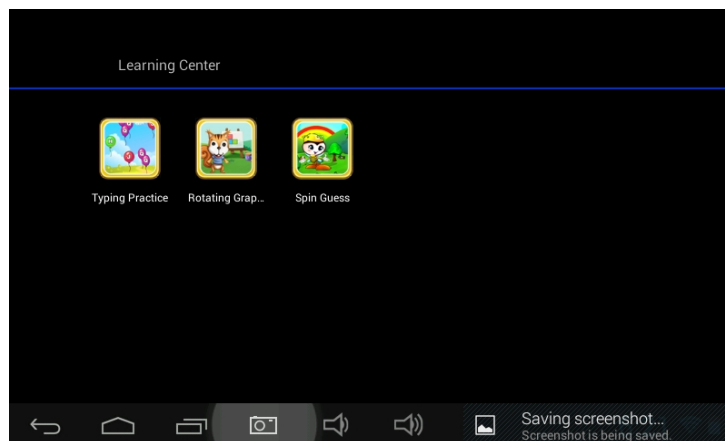 Learning Center
Typing Practice
Rotating Grap...
Spin Guess
Saving screenshot...
Screenshot is being saved.